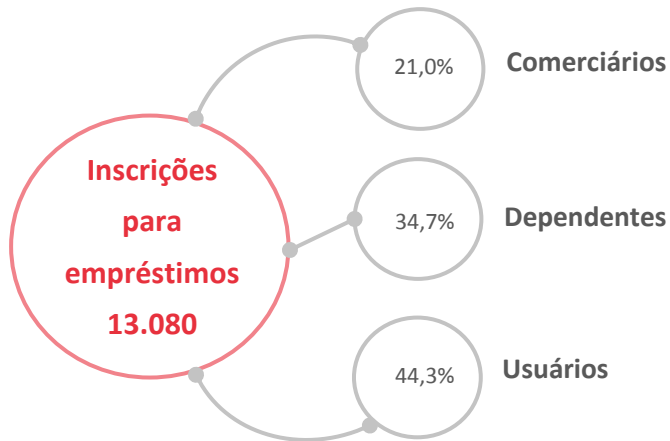 Inscrições
para
empréstimos
13.080
21,0%
Comerciários
34,7%
Dependentes
44,3%
Usuários